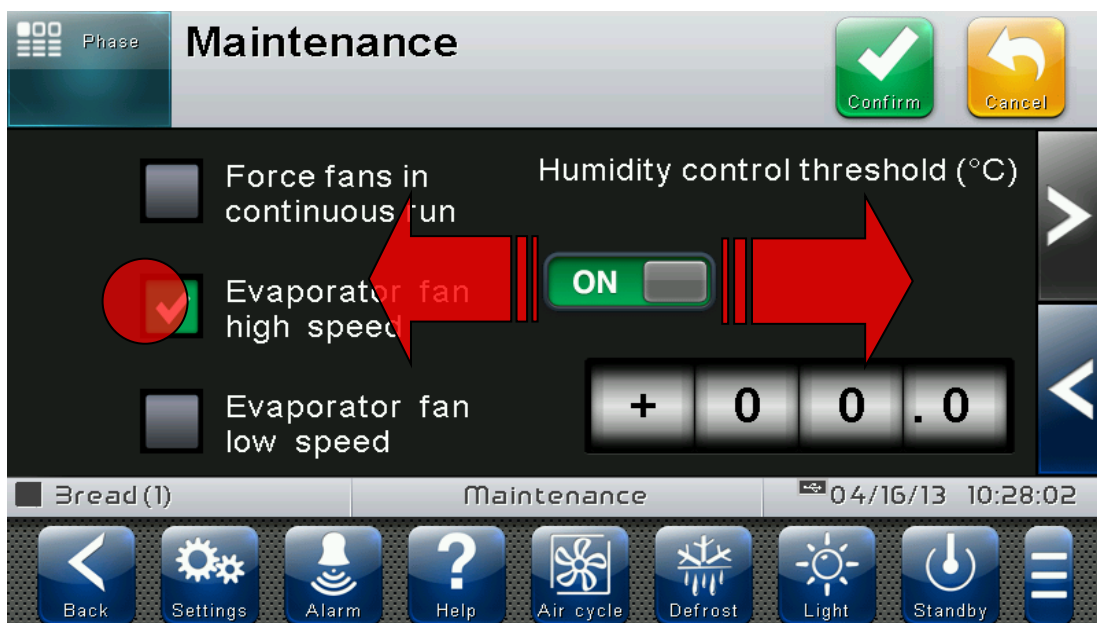 Phase
Maintenance
Confirm
Cancel
Force fans in
continuous run
Humidity control threshold (°C)
ON
Evaporator fan
high speed
+ 0 0 .0
Evaporator fan
low speed
Bread (1)
Maintenance
04/16/13 10:28:02
Back
Settings
Alarm
Help
Air cycle
Defrost
Light
Standby